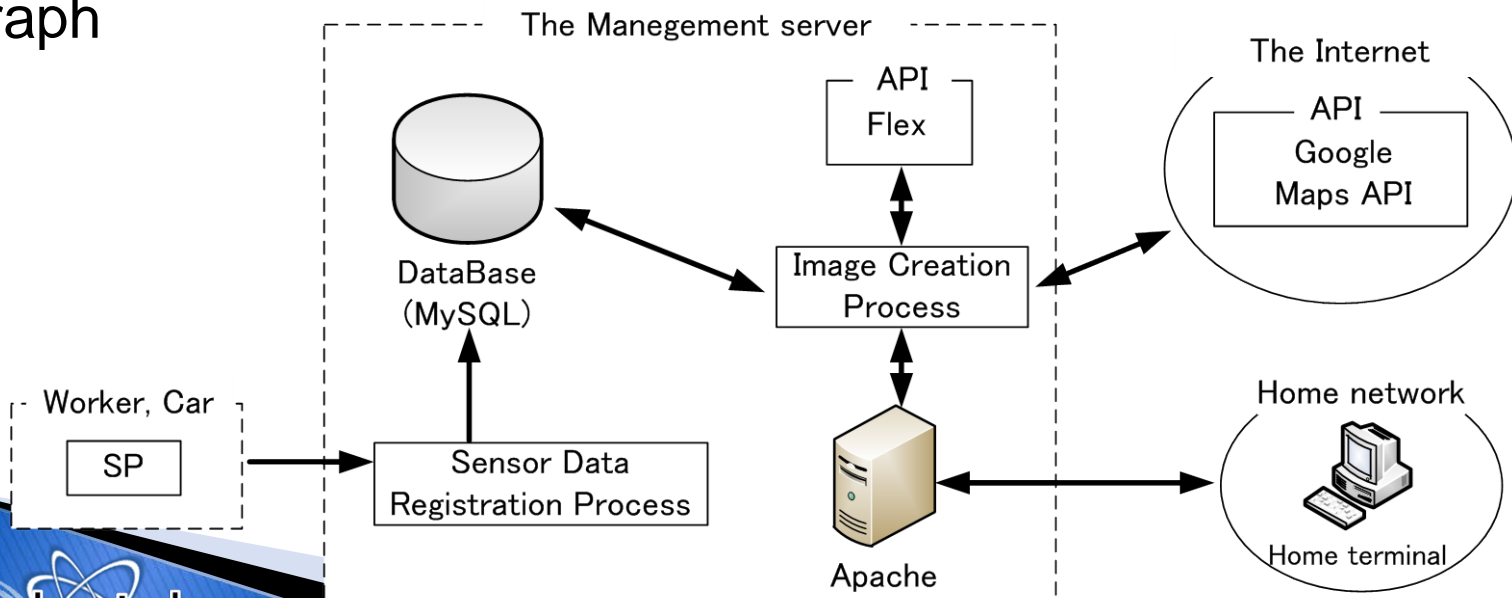 raph
The Manegement server
API
Flex
The Internet
API
Google
Maps API
DataBase
(MySQL)
Image Creation
Process
Worker, Car
SP
Sensor Data
Registration Process
Apache
Home network
Home terminal